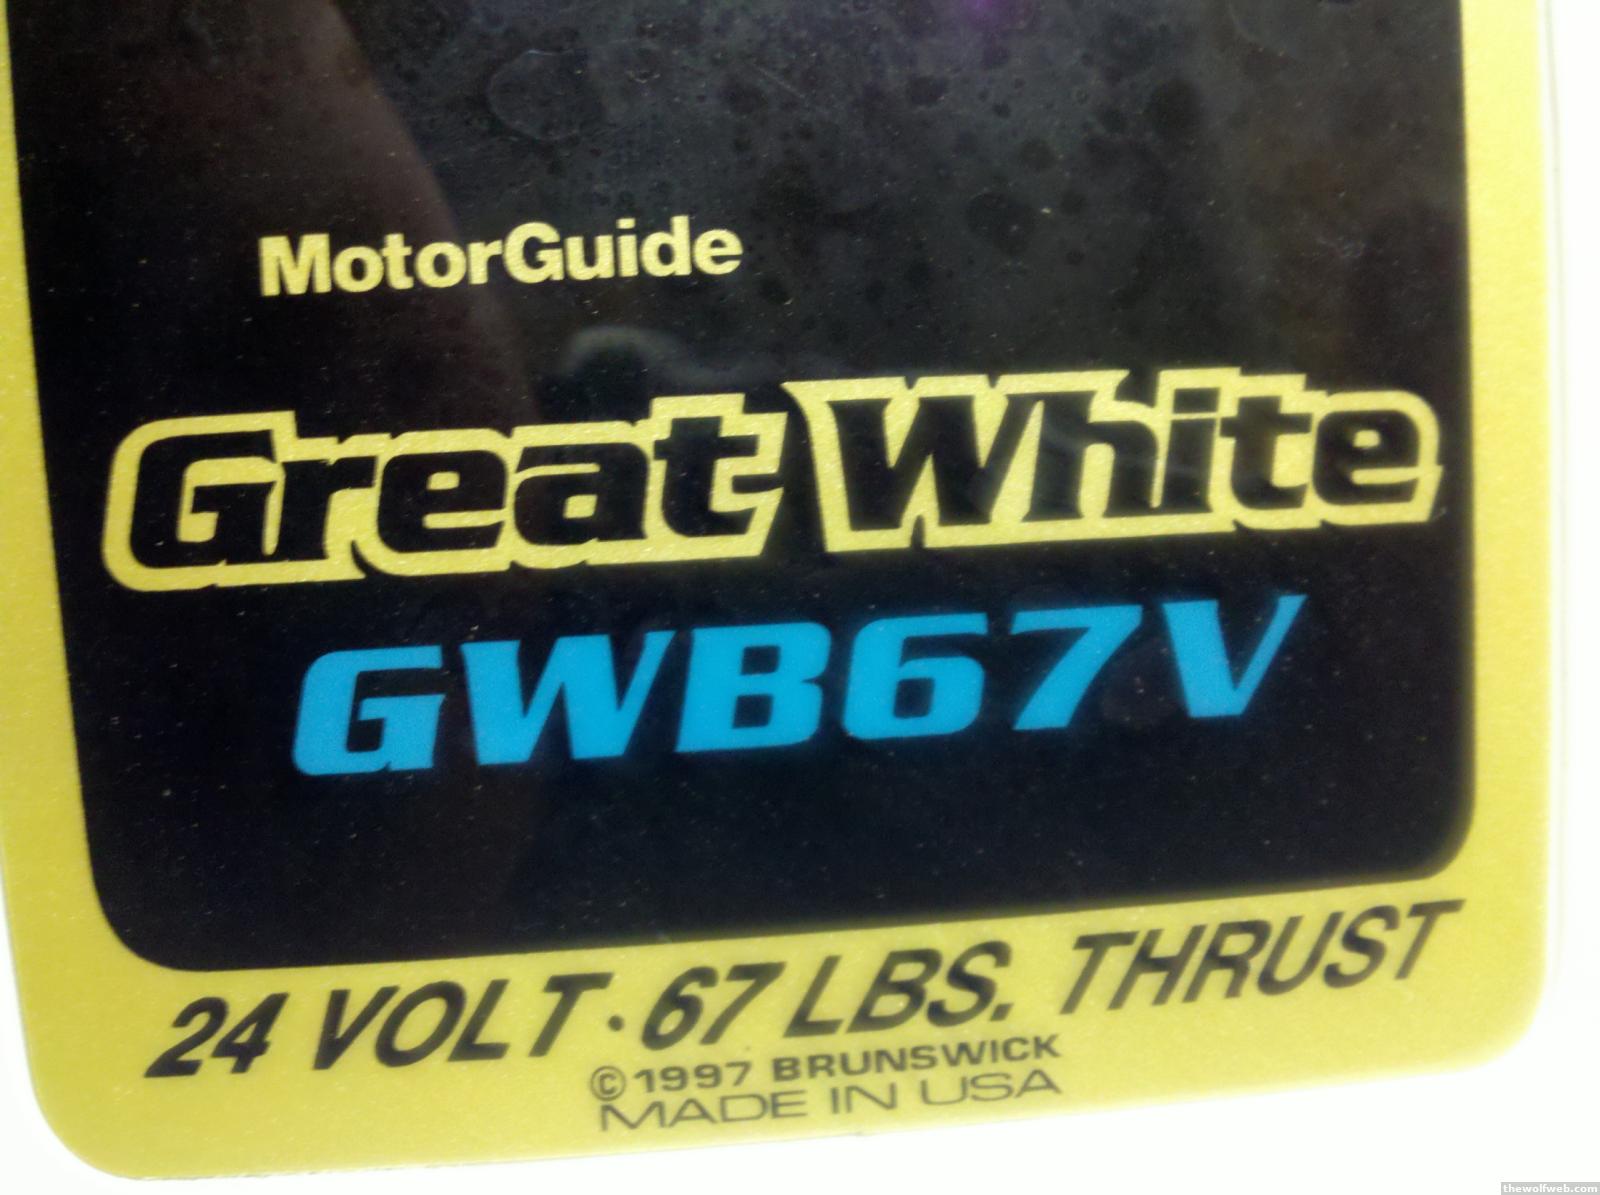 MotorGuide
Great White
GWB67V
24 VOLT · 67 LBS. THRUST
©1997 BRUNSWICK
MADE IN USA
thewolfweb.com